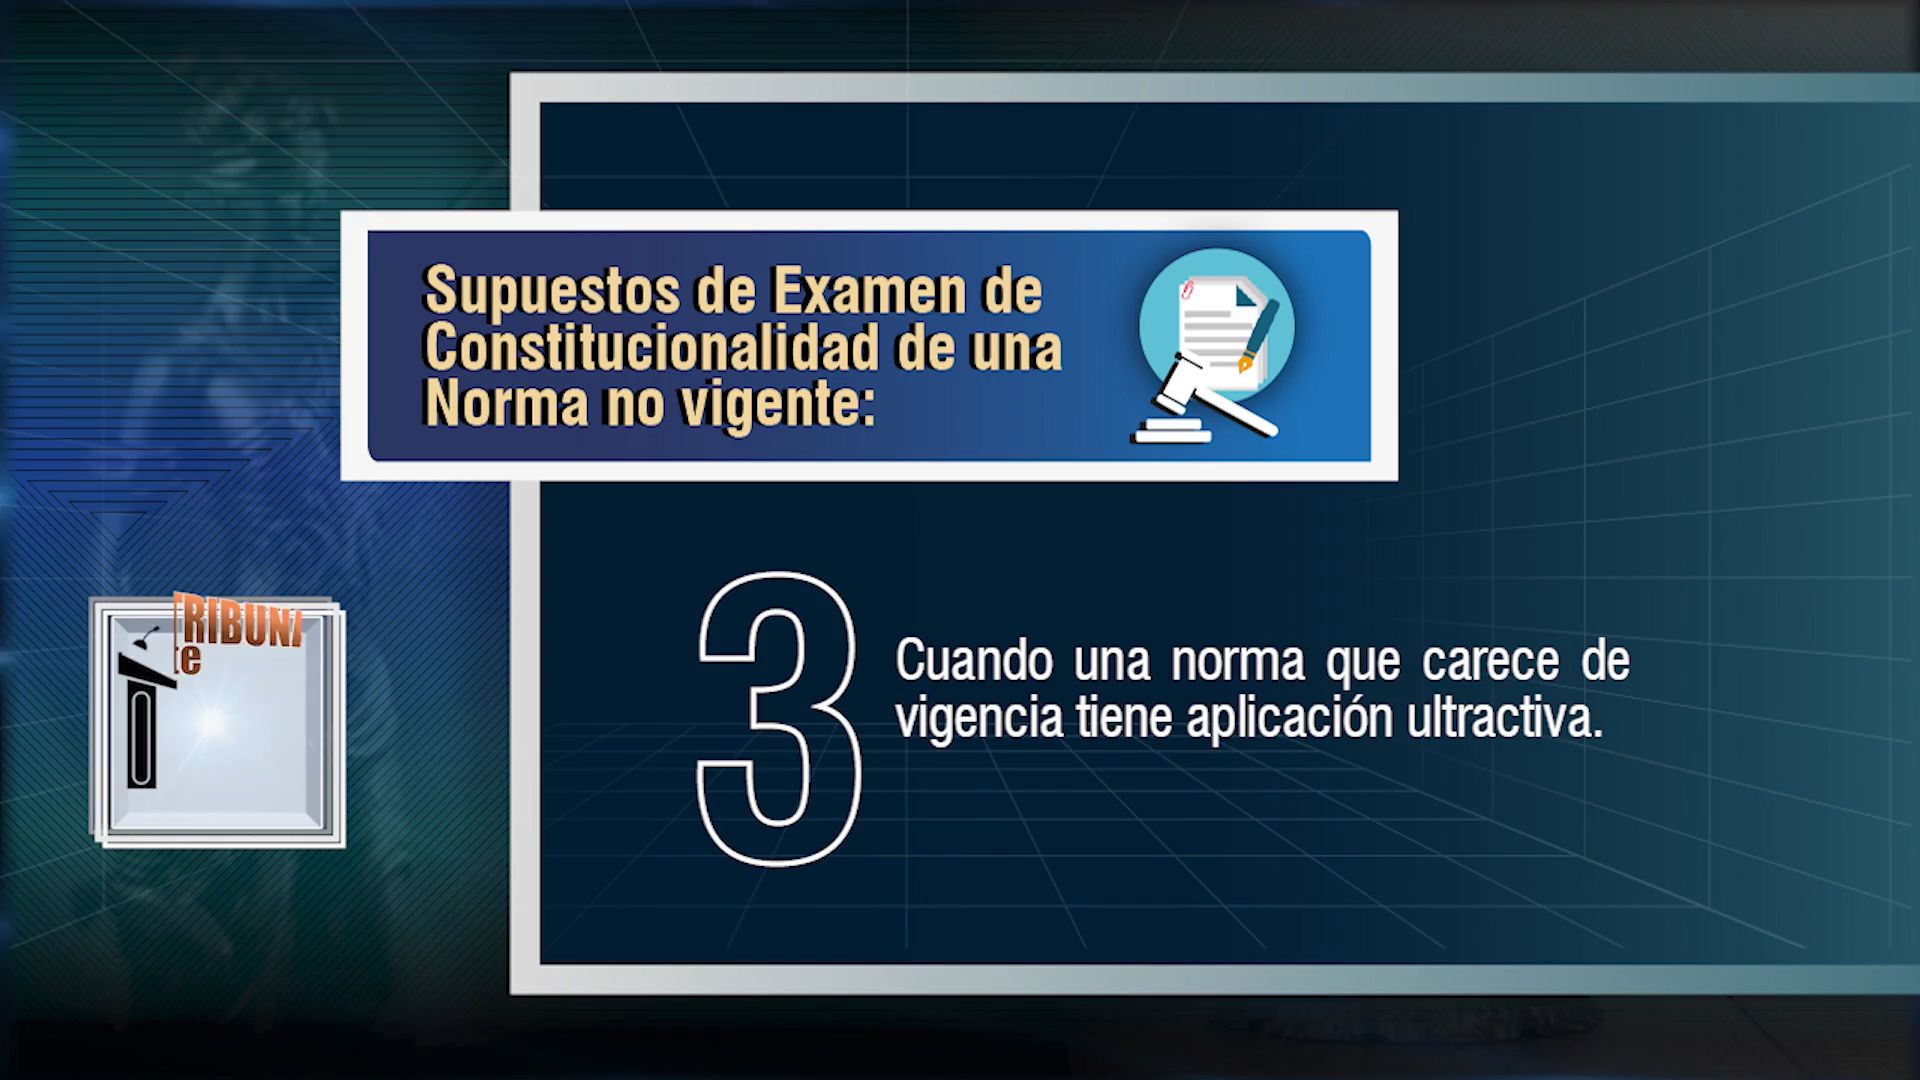 Supuestos de Examen de
Constitucionalidad de una
Norma no vigente:
3
Cuando una norma que carece de
vigencia tiene aplicación ultractiva.